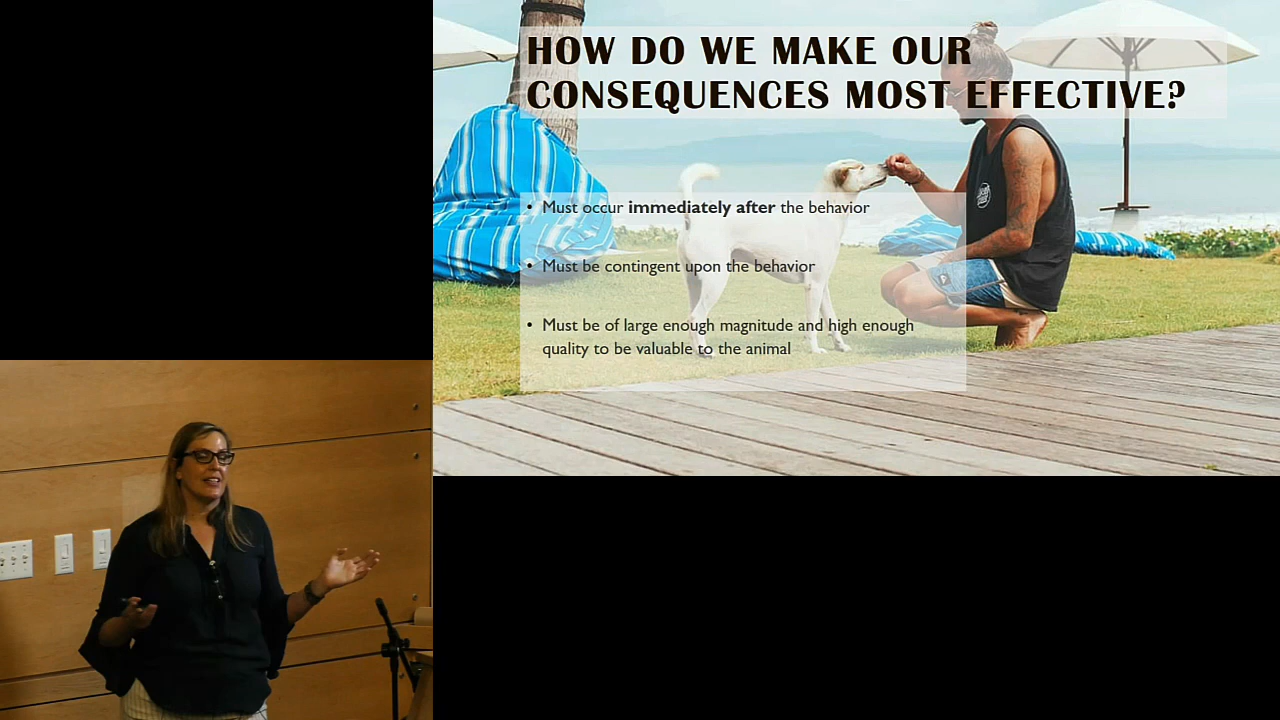 HOW DO WE MAKE OUR
CONSEQUENCES MOST EFFECTIVE?
• Must occur immediately after the behavior
• Must be contingent upon the behavior
• Must be of large enough magnitude and high enough
quality to be valuable to the animal